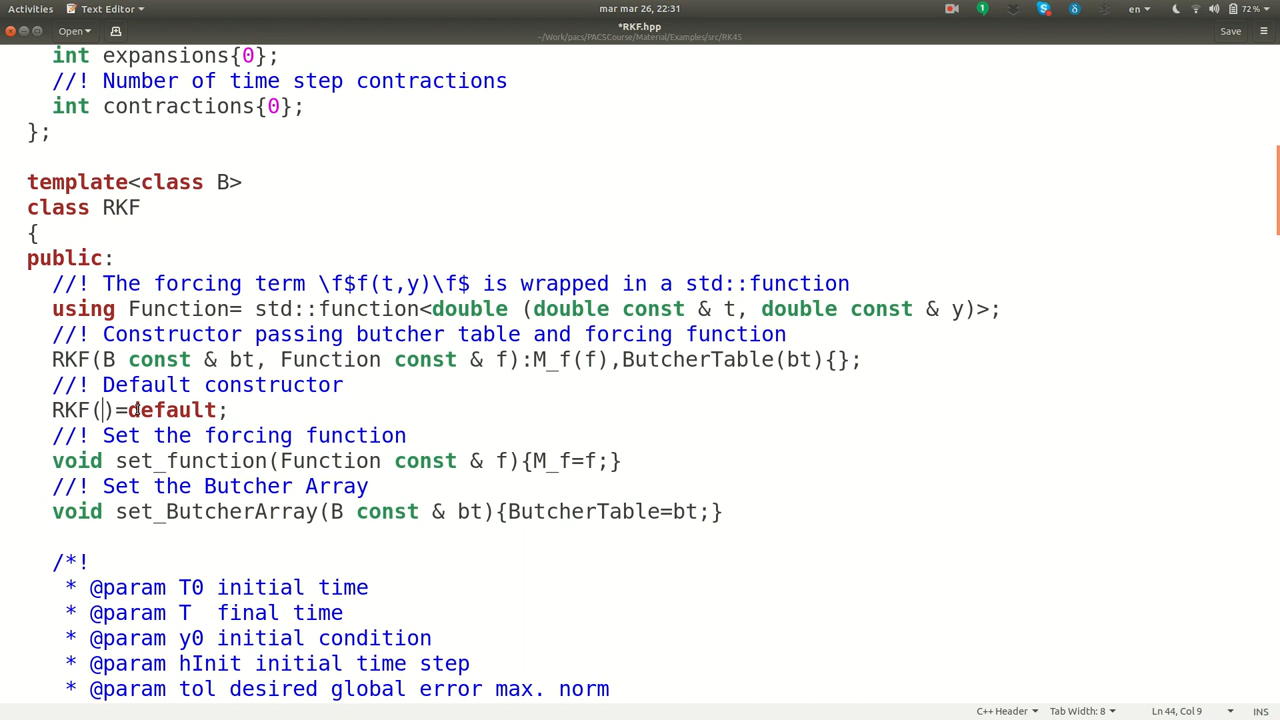 Activities Text Editor mar mar 26, 22:31 1 en 72%
Open *RKF.hpp Save
~/Work/pacs/PACSCourse/Material/Examples/src/RK45
int expansions{0};
//! Number of time step contractions
int contractions{0};
};
template<class B>
class RKF
{
public:
//! The forcing term \f$f(t,y)\f$ is wrapped in a std::function
using Function= std::function<double (double const & t, double const & y)>;
//! Constructor passing butcher table and forcing function
RKF(B const & bt, Function const & f):M_f(f),ButcherTable(bt){};
//! Default constructor
RKF()=default;
//! Set the forcing function
void set_function(Function const & f){M_f=f;}
//! Set the Butcher Array
void set_ButcherArray(B const & bt){ButcherTable=bt;}
/*!
* @param T0 initial time
* @param T  final time
* @param y0 initial condition
* @param hInit initial time step
* @param tol desired global error max. norm
C++ Header Tab Width: 8 Ln 44, Col 9 INS